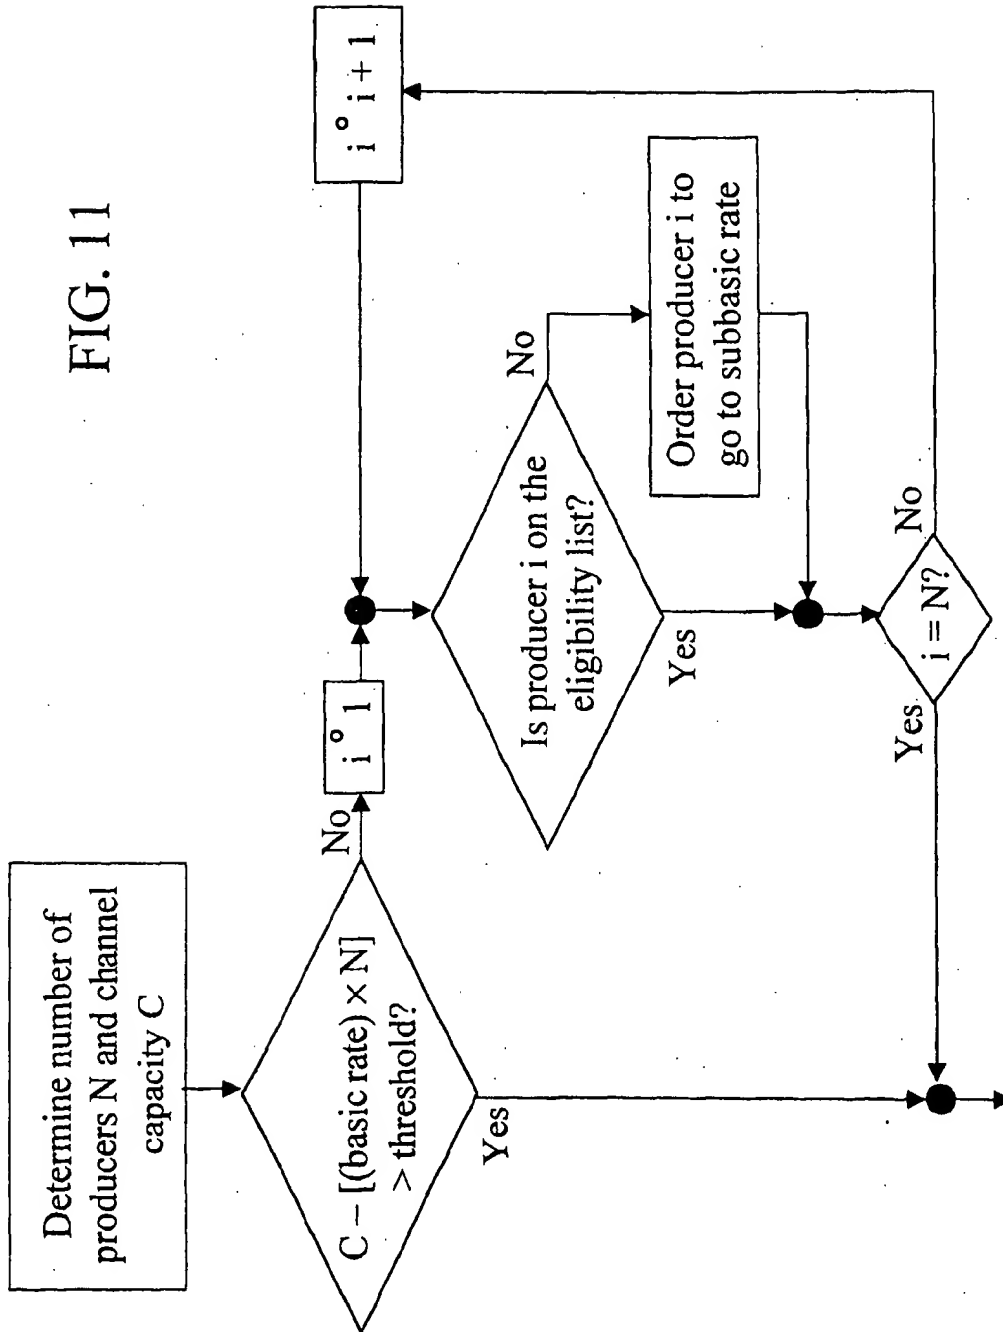 FIG. 11
Determine number of
producers N and channel
capacity C
C – [(basic rate) × N]
> threshold?
No
Yes
i ° 1
i ° i + 1
Is producer i on the
eligibility list?
No
Yes
Order producer i to
go to subbasic rate
i = N?
No
Yes